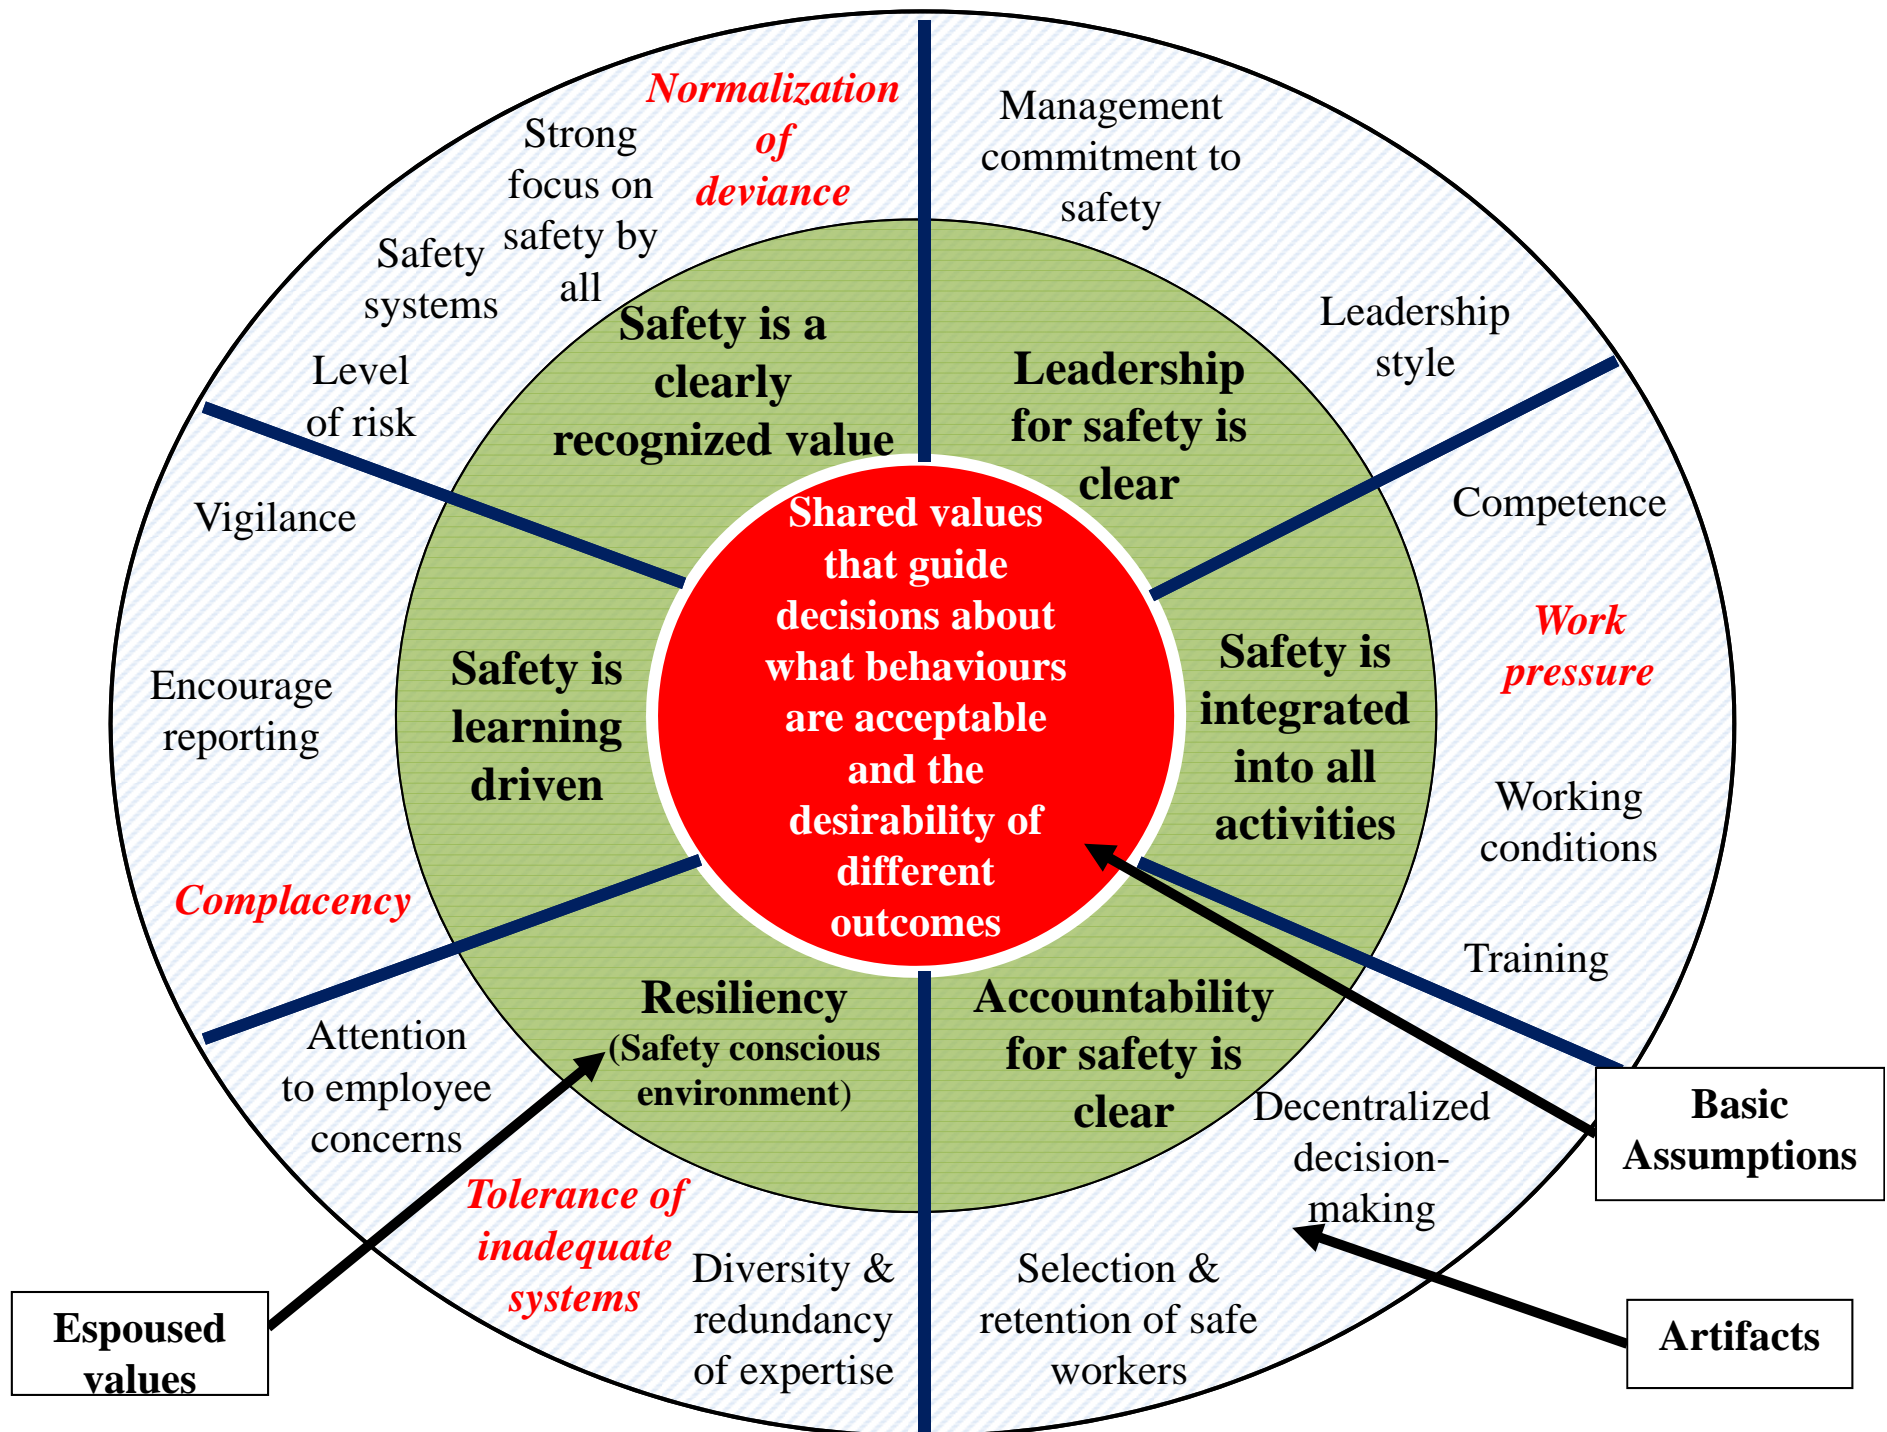 Normalization
of
deviance
Strong
focus on
safety by
all
Safety
systems
Level
of risk
Management
commitment to
safety
Leadership
style
Safety is a
clearly
recognized value
Leadership
for safety is
clear
Vigilance
Encourage
reporting
Complacency
Safety is
learning
driven
Shared values
that guide
decisions about
what behaviours
are acceptable
and the
desirability of
different
outcomes
Safety is
integrated
into all
activities
Competence
Work
pressure
Working
conditions
Training
Resiliency
(Safety conscious
environment)
Accountability
for safety is
clear
Attention
to employee
concerns
Tolerance of
inadequate
systems
Diversity &
redundancy
of expertise
Selection &
retention of safe
workers
Decentralized
decision-
making
Basic
Assumptions
Espoused
values
Artifacts